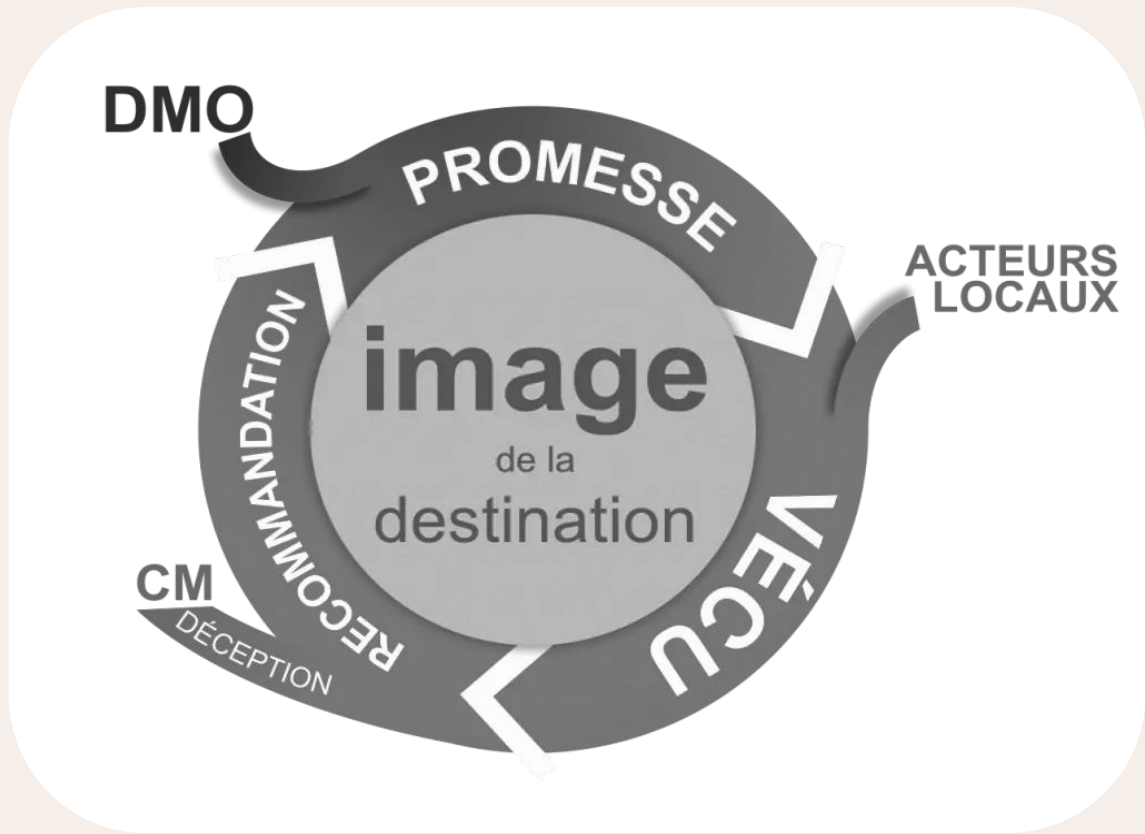 DMO
PROMESSE
ACTEURS
LOCAUX
image
de la
destination
VÉCU
RECOMMANDATION
CM
DÉCEPTION